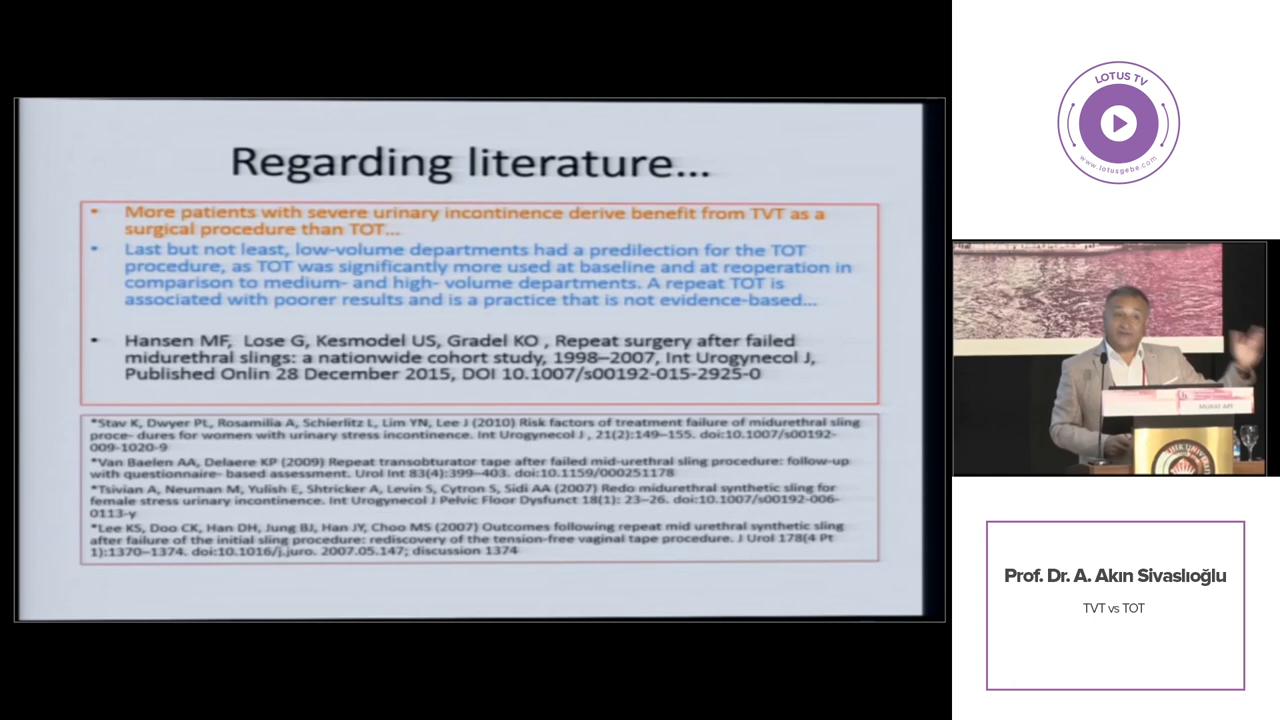 Regarding literature...
• More patients with severe urinary incontinence derive benefit from TVT as a
surgical procedure than TOT...
• Last but not least, low-volume departments had a predilection for the TOT
procedure, as TOT was significantly more used at baseline and at reoperation in
comparison to medium- and high- volume departments. A repeat TOT is
associated with poorer results and is a practice that is not evidence-based...
• Hansen MF, Lose G, Kesmodel US, Gradel KO , Repeat surgery after failed
midurethral slings: a nationwide cohort study, 1998–2007, Int Urogynecol J,
Published Onlin 28 December 2015, DOI 10.1007/s00192-015-2925-0
*Stav K, Dwyer PL, Rosamilia A, Schierlitz L, Lim YN, Lee J (2010) Risk factors of treatment failure of midurethral sling
proce- dures for women with urinary stress incontinence. Int Urogynecol J , 21(2):149–155. doi:10.1007/s00192-
009-1020-9
*Van Baelen AA, Delaere KP (2009) Repeat transobturator tape after failed mid-urethral sling procedure: follow-up
with questionnaire- based assessment. Urol Int 83(4):399–403. doi:10.1159/000251178
*Tsivian A, Neuman M, Yulish E, Shtricker A, Levin S, Cytron S, Sidi AA (2007) Redo midurethral synthetic sling for
female stress urinary incontinence. Int Urogynecol J Pelvic Floor Dysfunct 18(1): 23–26. doi:10.1007/s00192-006-
0113-y
*Lee KS, Doo CK, Han DH, Jung BJ, Han JY, Choo MS (2007) Outcomes following repeat mid urethral synthetic sling
after failure of the initial sling procedure: rediscovery of the tension-free vaginal tape procedure. J Urol 178(4 Pt
1):1370–1374. doi:10.1016/j.juro. 2007.05.147; discussion 1374
LOTUS TV
www.lotusgebe.com
MURAT API
Prof. Dr. A. Akın Sivaslıoğlu
TVT vs TOT